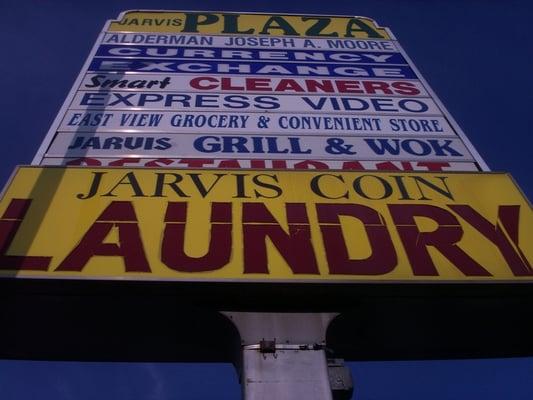 JARVIS PLAZA
ALDERMAN JOSEPH A. MOORE
CURRENCY
EXCHANGE
Smart CLEANERS
EXPRESS VIDEO
EAST VIEW GROCERY & CONVENIENT STORE
JARVIS GRILL & WOK
RESTAURANT
JARVIS COIN
LAUNDRY